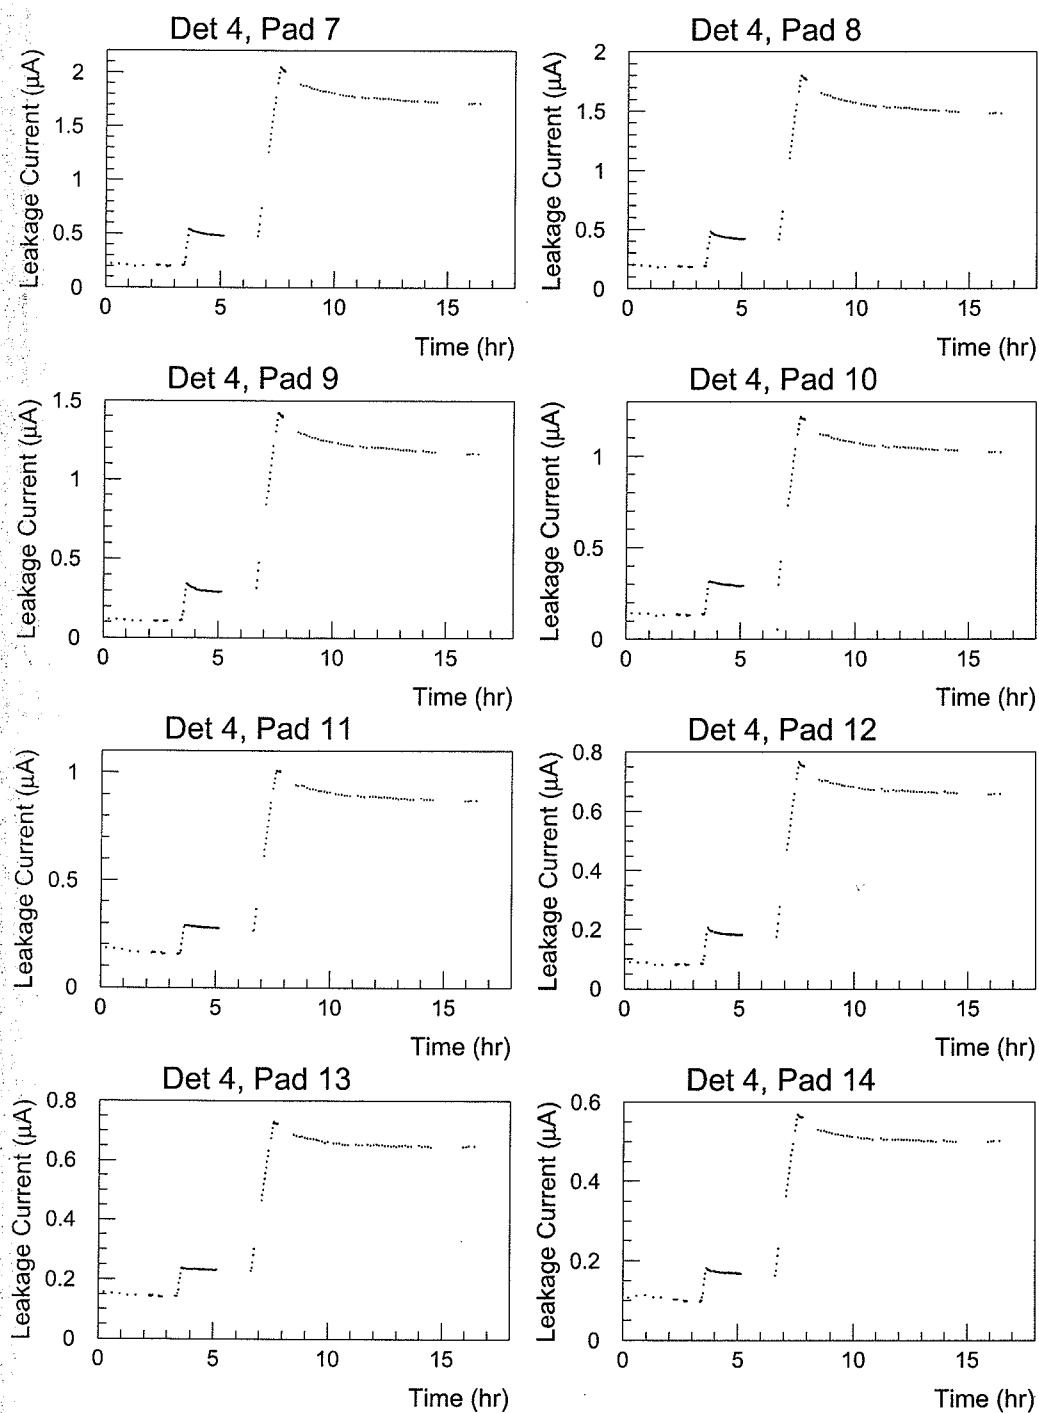 Det 4, Pad 7
Leakage Current (μA)
2
1.5
1
0.5
0
0 5 10 15
Time (hr)
Det 4, Pad 8
Leakage Current (μA)
2
1.5
1
0.5
0
0 5 10 15
Time (hr)
Det 4, Pad 9
Leakage Current (μA)
1.5
1
0.5
0
0 5 10 15
Time (hr)
Det 4, Pad 10
Leakage Current (μA)
1
0.5
0
0 5 10 15
Time (hr)
Det 4, Pad 11
Leakage Current (μA)
1
0.5
0
0 5 10 15
Time (hr)
Det 4, Pad 12
Leakage Current (μA)
0.8
0.6
0.4
0.2
0
0 5 10 15
Time (hr)
Det 4, Pad 13
Leakage Current (μA)
0.8
0.6
0.4
0.2
0
0 5 10 15
Time (hr)
Det 4, Pad 14
Leakage Current (μA)
0.6
0.4
0.2
0
0 5 10 15
Time (hr)